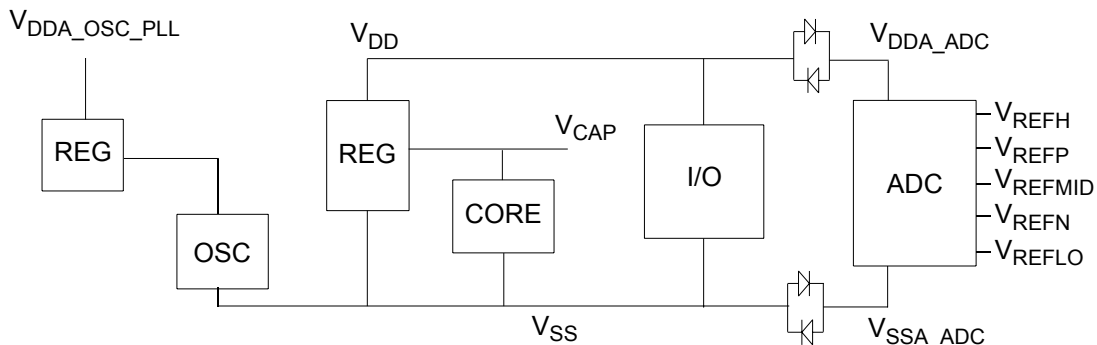 VDDA_OSC_PLL
VDD
VDDA_ADC
REG
REG
VCAP
CORE
I/O
ADC
VREFH
VREFP
VREFMID
VREFN
VREFLO
OSC
VSS
VSSA_ADC